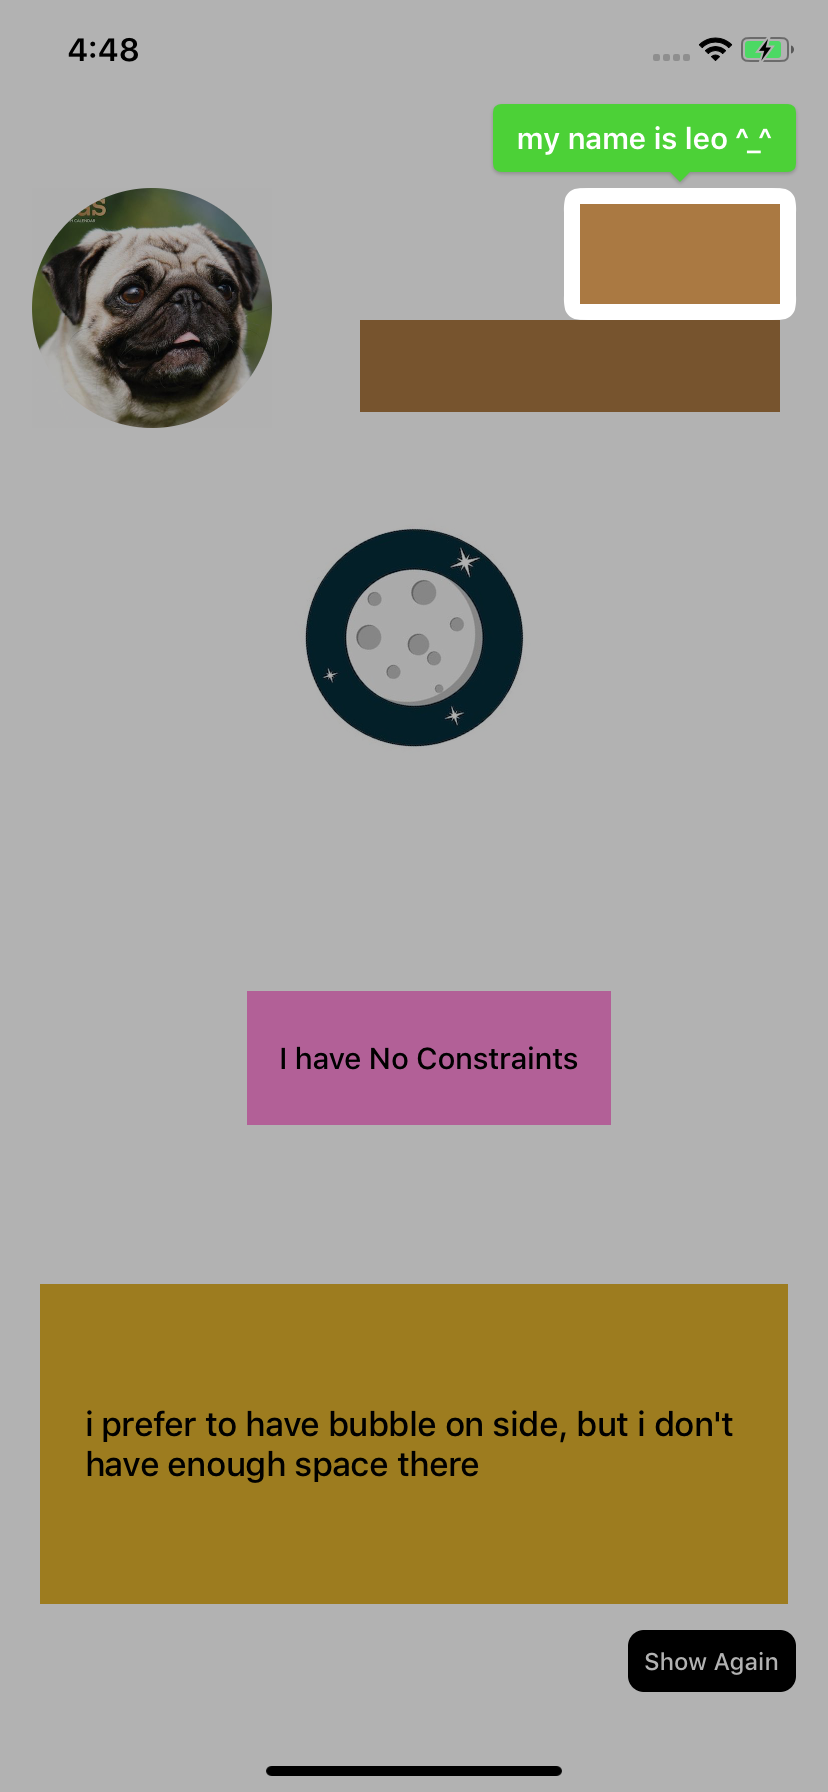 4:48
my name is leo ^_^
I have No Constraints
i prefer to have bubble on side, but i don't
have enough space there
Show Again